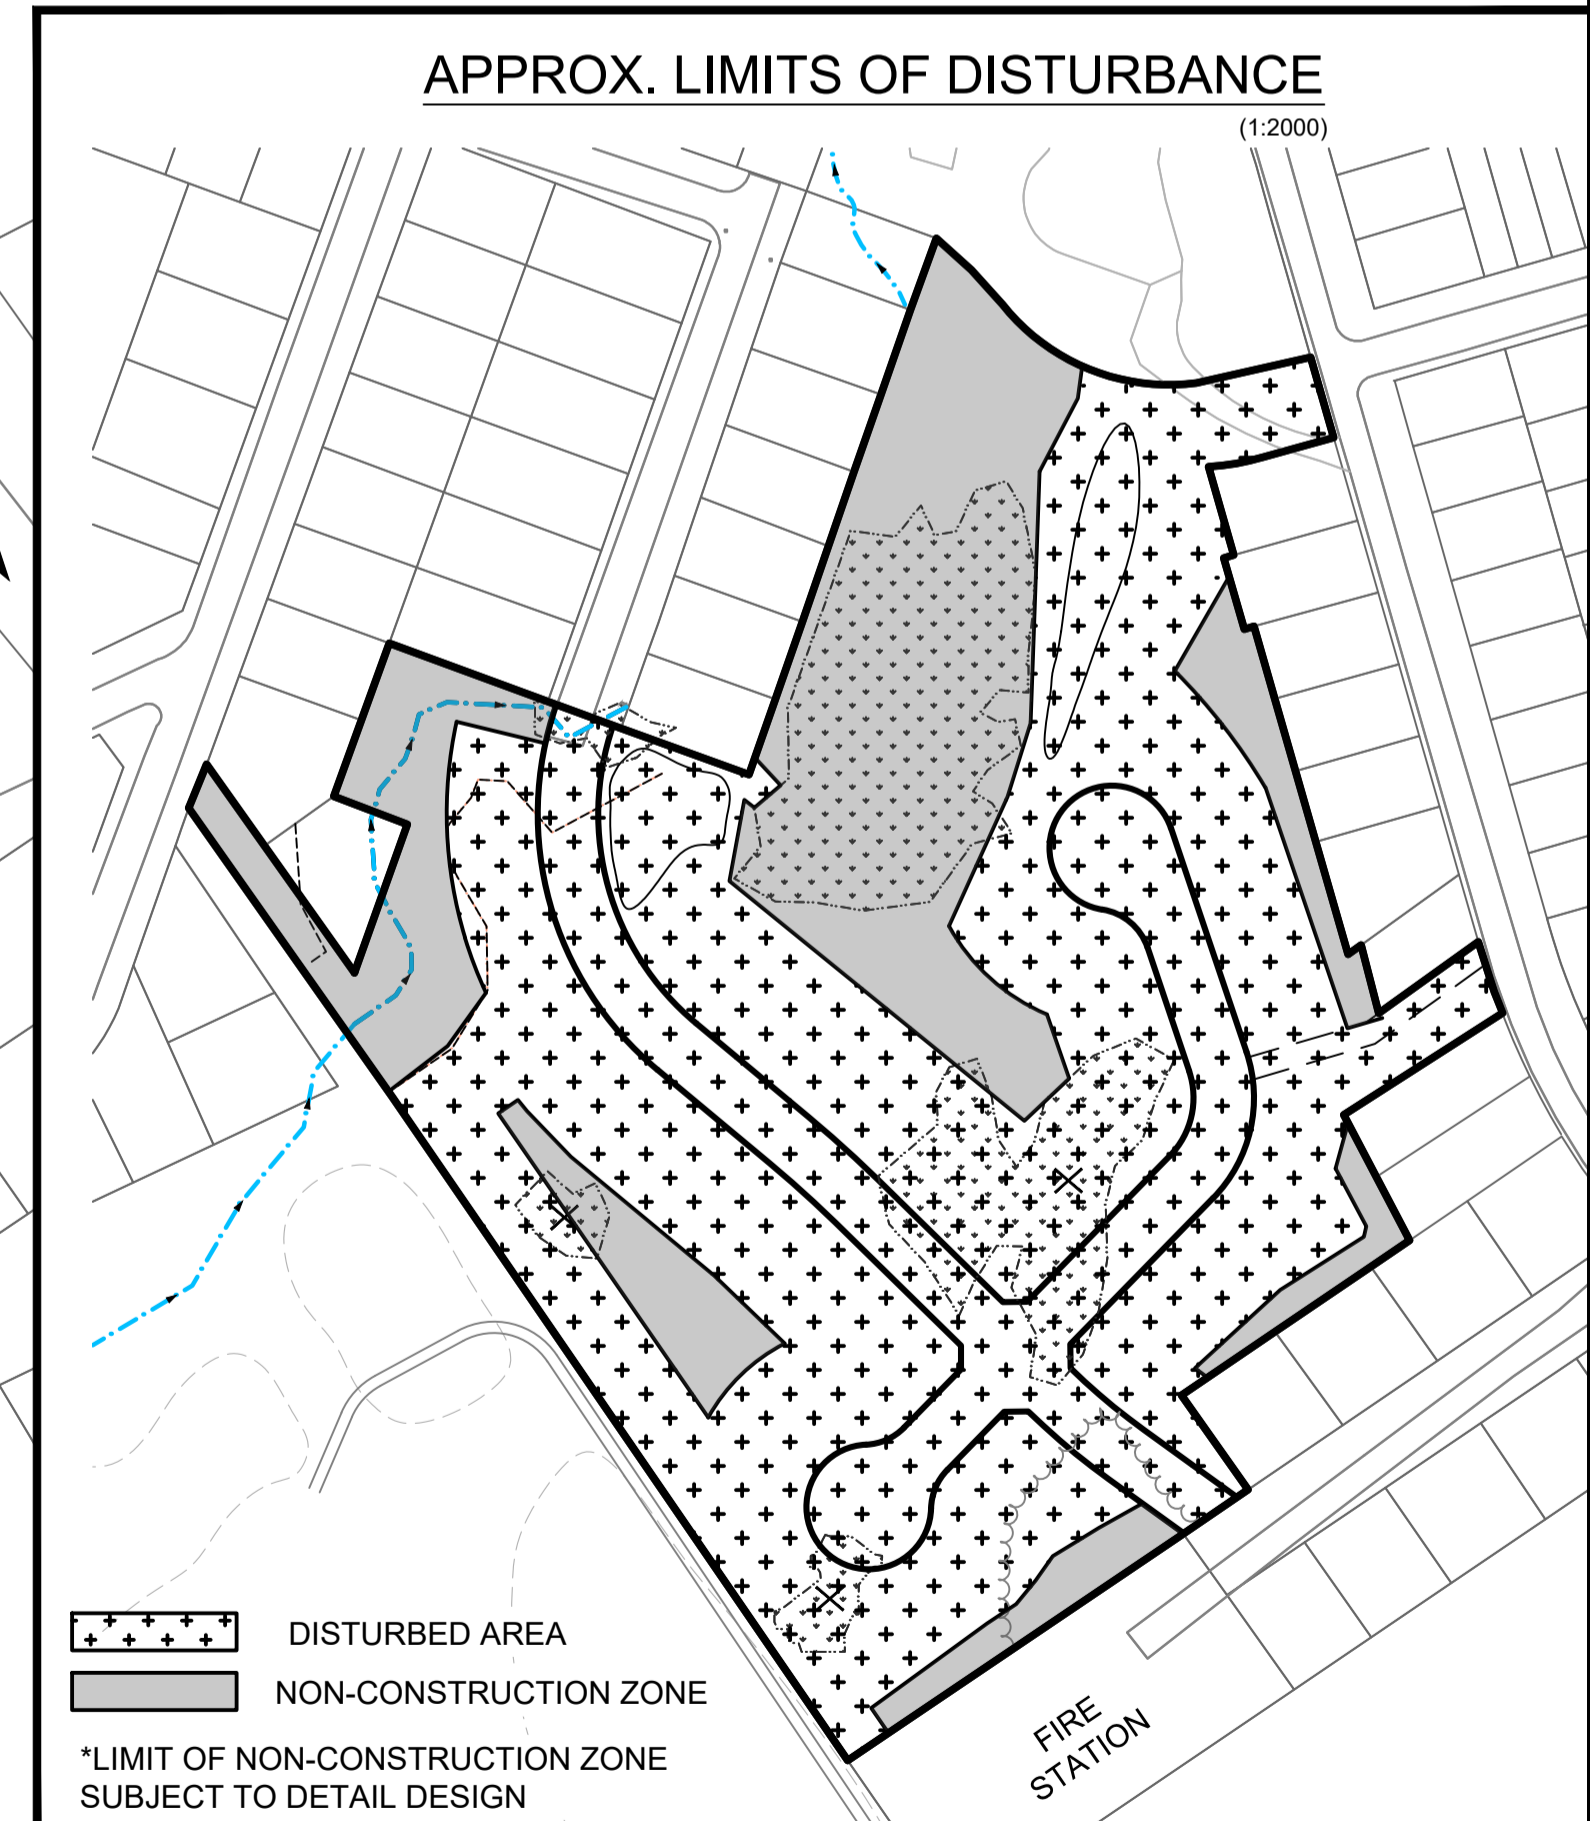 APPROX. LIMITS OF DISTURBANCE
(1:2000)
DISTURBED AREA
NON-CONSTRUCTION ZONE
*LIMIT OF NON-CONSTRUCTION ZONE
SUBJECT TO DETAIL DESIGN
FIRE
STATION